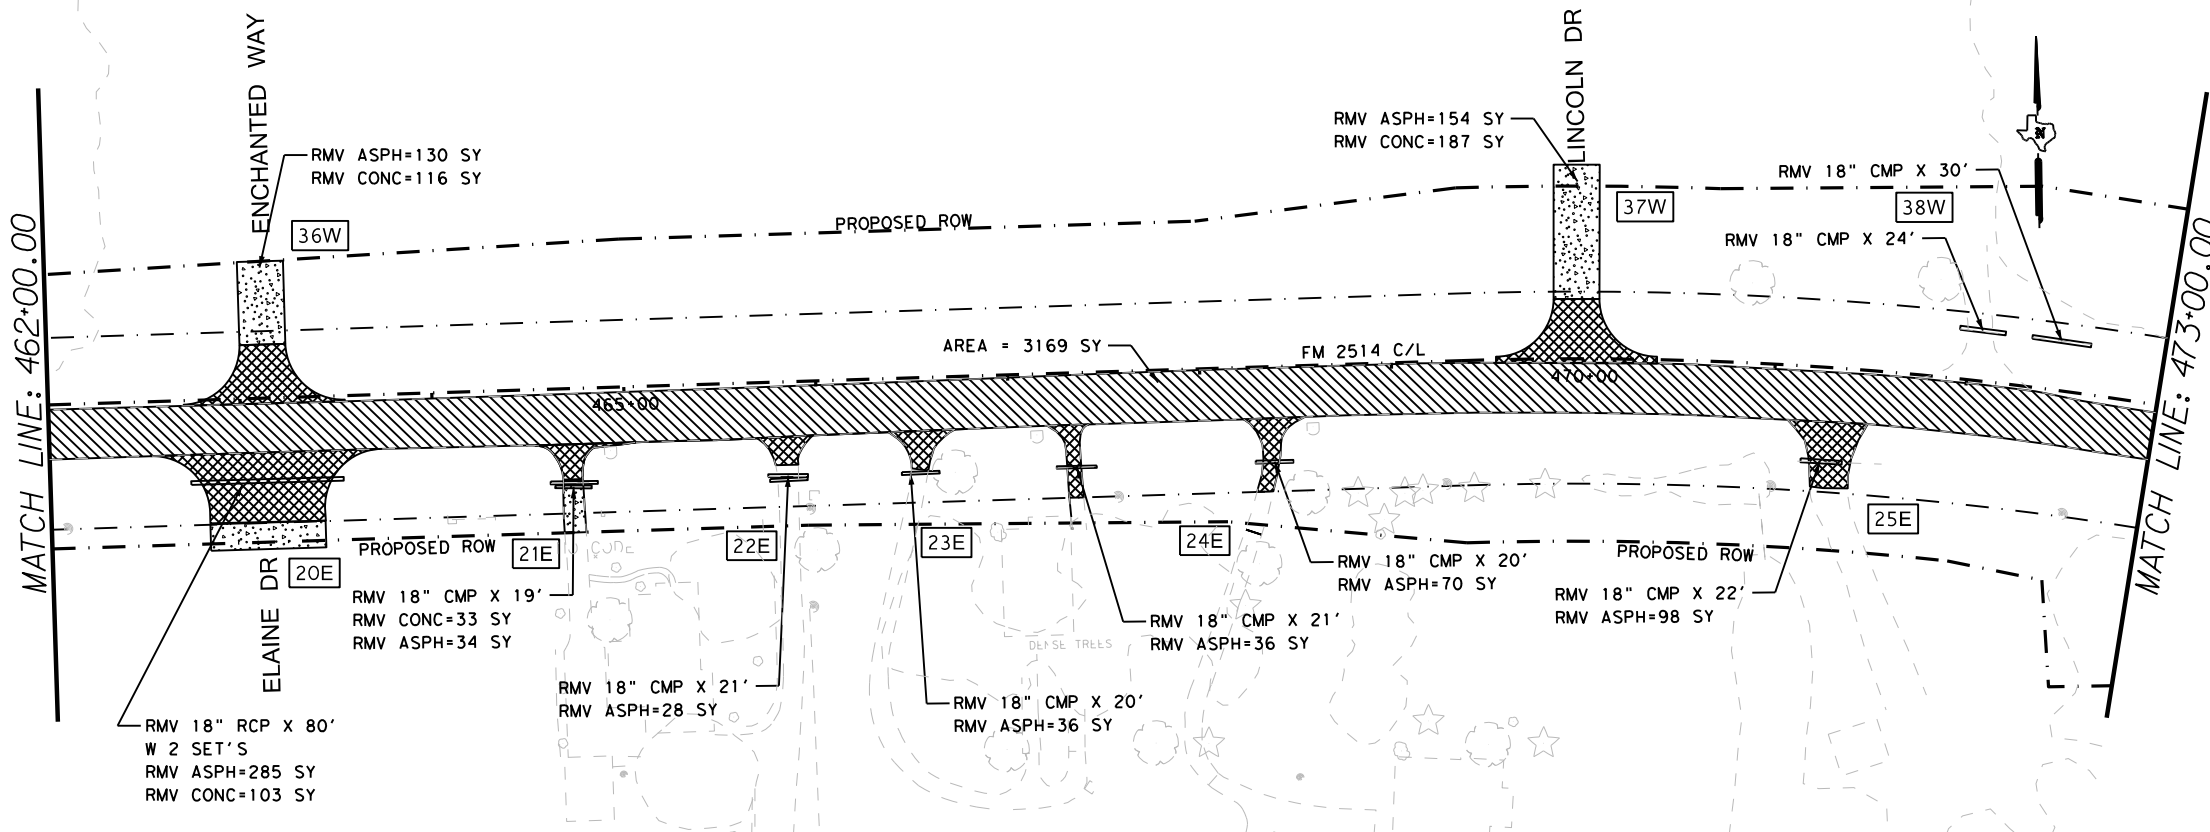 ENCHANTED WAY
LINCOLN DR
RMV ASPH=130 SY
RMV CONC=116 SY
RMV ASPH=154 SY
RMV CONC=187 SY
N
RMV 18" CMP X 30'
36W
PROPOSED ROW
37W
38W
RMV 18" CMP X 24'
MATCH LINE: 462+00.00
AREA = 3169 SY
FM 2514 C/L
465+00
470+00
MATCH LINE: 473+00.00
PROPOSED ROW
20E
21E
22E
23E
24E
25E
PROPOSED ROW
ELAINE DR
RMV 18" CMP X 19'
RMV CONC=33 SY
RMV ASPH=34 SY
RMV 18" CMP X 20'
RMV ASPH=70 SY
RMV 18" CMP X 22'
RMV ASPH=98 SY
RMV 18" CMP X 21'
RMV ASPH=36 SY
DENSE TREES
RMV 18" CMP X 21'
RMV ASPH=28 SY
RMV 18" CMP X 20'
RMV ASPH=36 SY
RMV 18" RCP X 80'
W 2 SET'S
RMV ASPH=285 SY
RMV CONC=103 SY